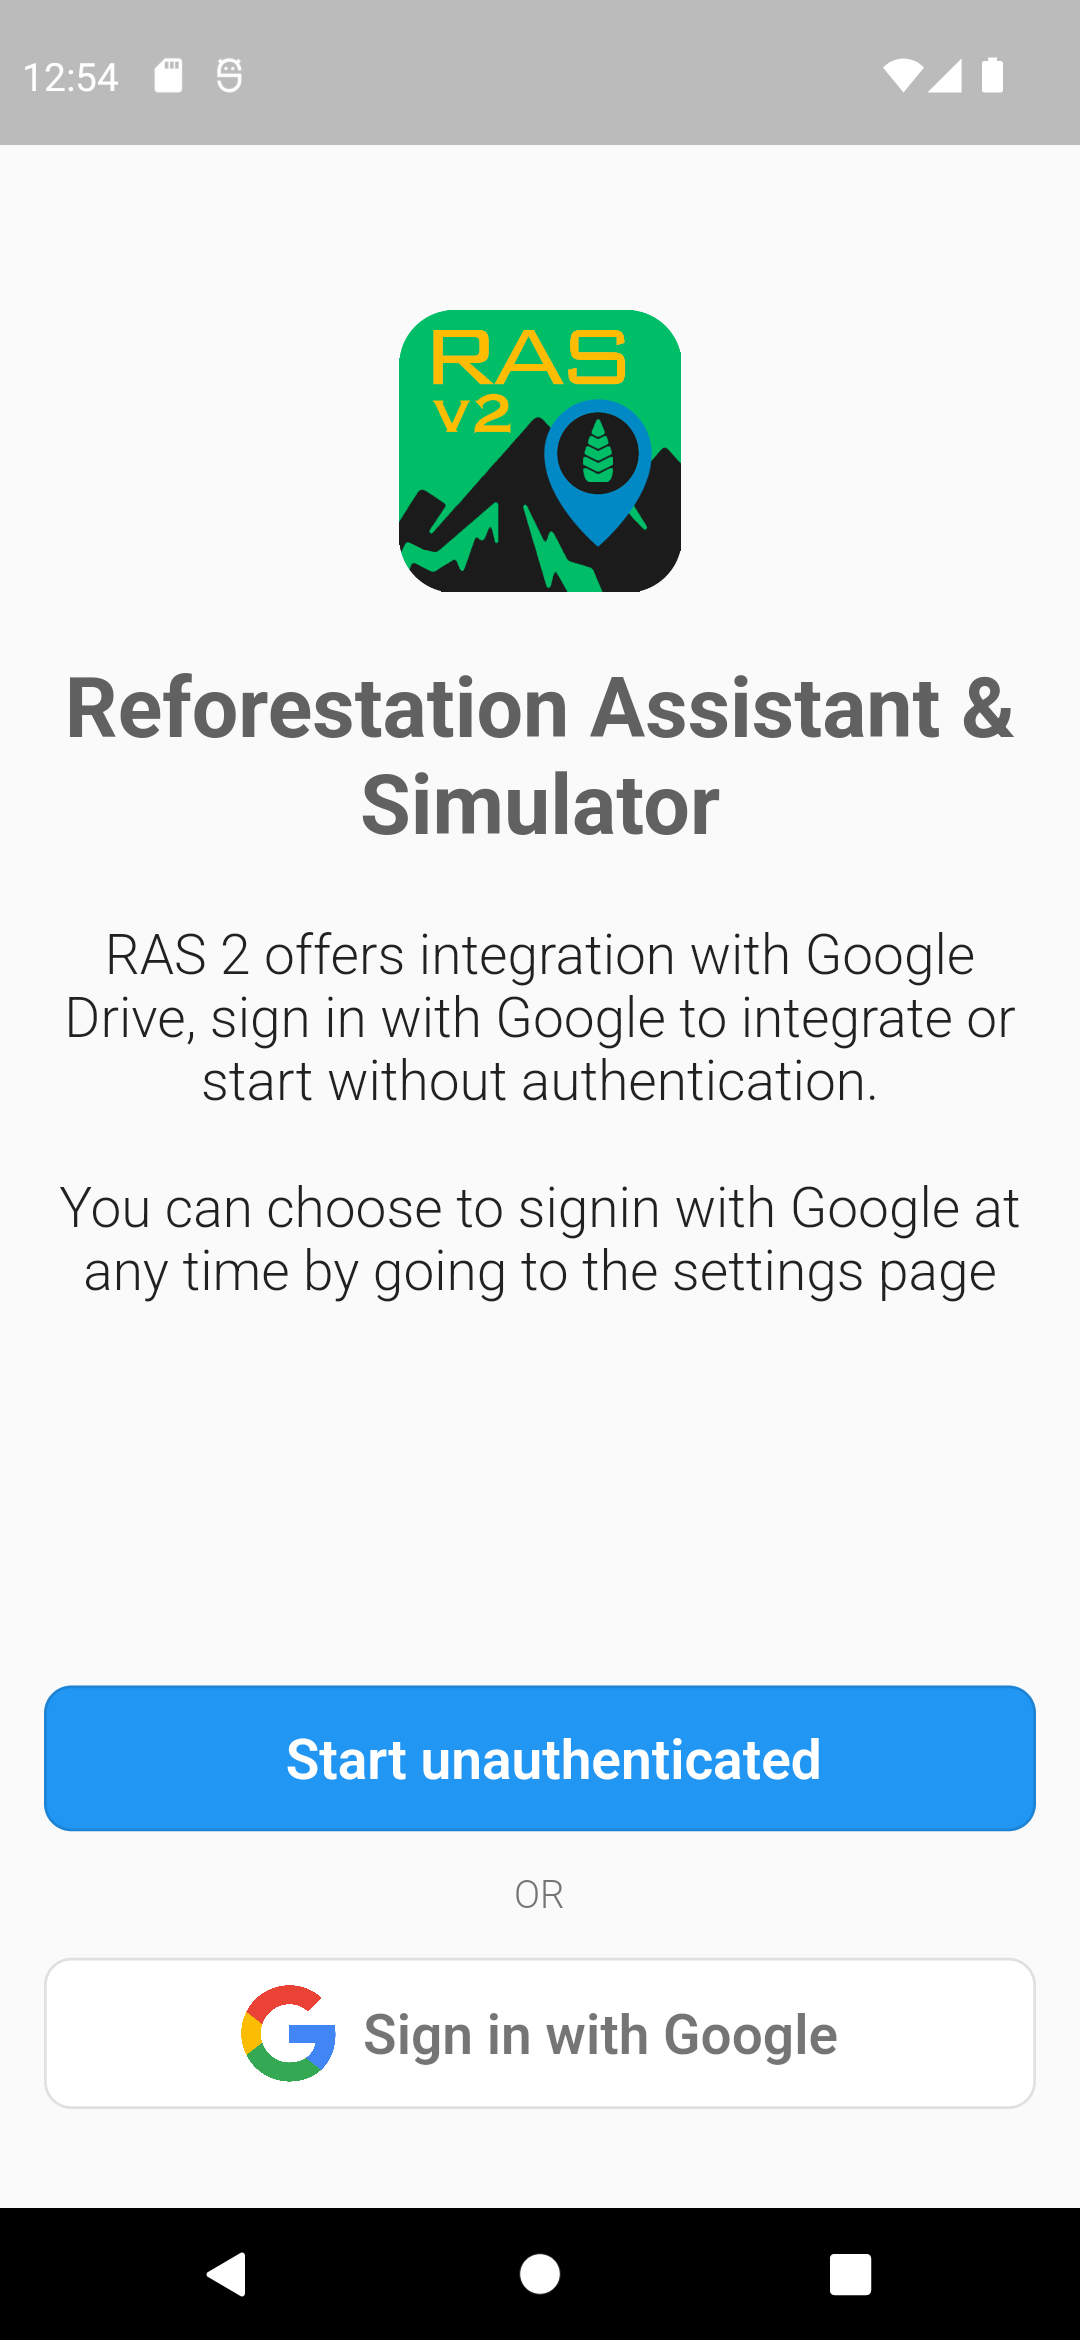 12:54
RAS
v2
Reforestation Assistant &
Simulator
RAS 2 offers integration with Google
Drive, sign in with Google to integrate or
start without authentication.
You can choose to signin with Google at
any time by going to the settings page
Start unauthenticated
OR
Sign in with Google